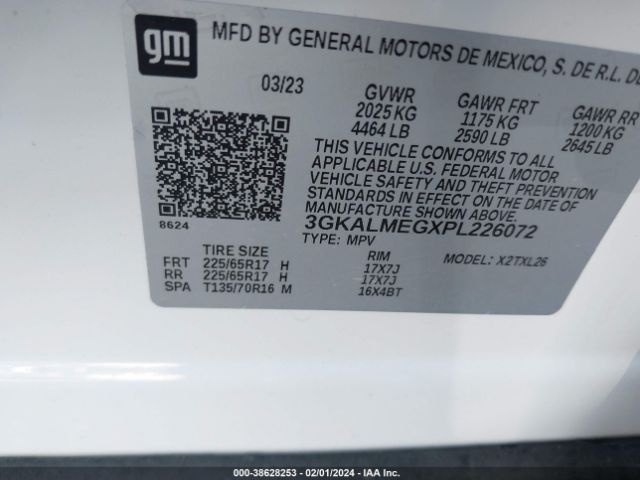 gm
MFD BY GENERAL MOTORS DE MEXICO, S. DE R.L. DE
03/23
GVWR GAWR FRT GAWR RR
2025 KG 1175 KG 1200 KG
4464 LB 2590 LB 2645 LB
THIS VEHICLE CONFORMS TO ALL
APPLICABLE U.S. FEDERAL MOTOR
VEHICLE SAFETY AND THEFT PREVENTION
STANDARDS IN EFFECT ON THE DATE OF
MANUFACTURE SHOWN ABOVE.
8624
3GKALMEGXPL226072
TYPE: MPV MODEL: X2TXL26
TIRE SIZE RIM
FRT 225/65R17 H 17X7J
RR 225/65R17 H 17X7J
SPA T135/70R16 M 16X4BT
000-38628253 - 02/01/2024 - IAA Inc.